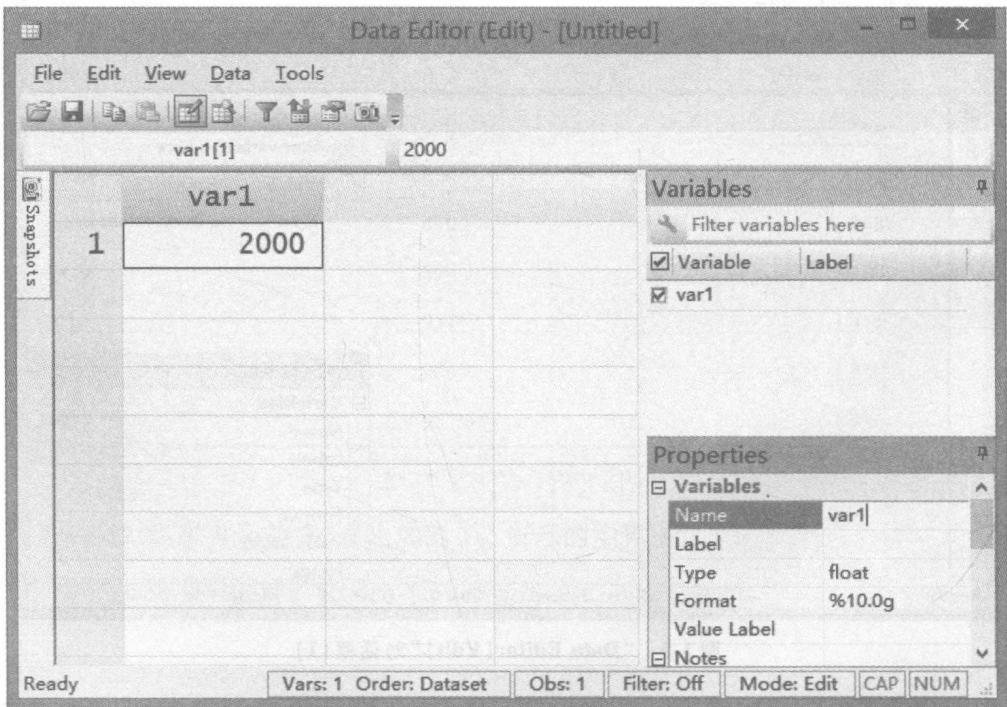 Data Editor (Edit) - [Untitled]
File Edit View Data Tools
var1[1] 2000
Snapshots
var1
1 2000
Variables
Filter variables here
Variable Label
var1
Properties
Variables
Name var1
Label
Type float
Format %10.0g
Value Label
Notes
Ready Vars: 1 Order: Dataset Obs: 1 Filter: Off Mode: Edit CAP NUM